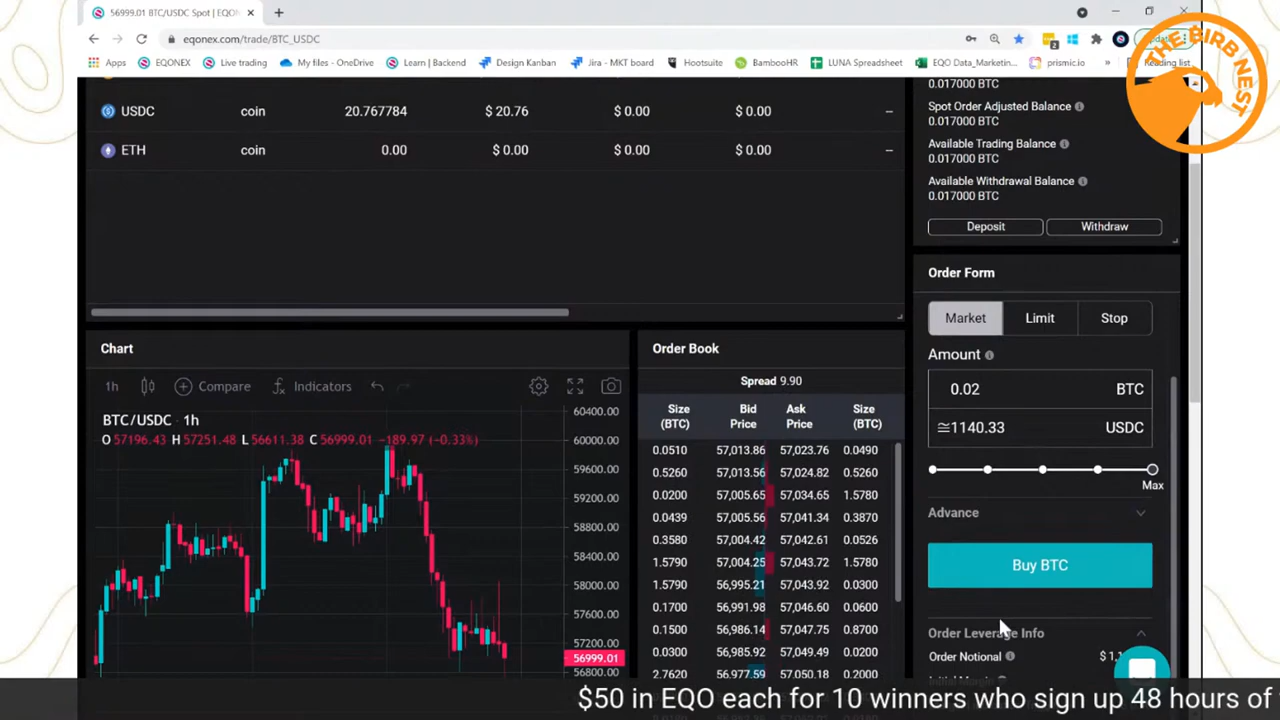 56999.01 BTC/USDC Spot | EQON
eqonex.com/trade/BTC_USDC
Apps EQONEX Live trading My files - OneDrive Learn | Backend Design Kanban Jira - MKT board Hootsuite BambooHR LUNA Spreadsheet EQO Data_Marketing... prismic.io » Reading list
THE BIRB NEST
USDC coin 20.767784 $ 20.76 $ 0.00 $ 0.00 –
ETH coin 0.00 $ 0.00 $ 0.00 $ 0.00 –
0.017000 BTC
Spot Order Adjusted Balance
0.017000 BTC
Available Trading Balance
0.017000 BTC
Available Withdrawal Balance
0.017000 BTC
Deposit Withdraw
Chart
1h Compare Indicators
BTC/USDC · 1h
O 57196.43 H 57251.48 L 56611.38 C 56999.01 -189.97 (-0.33%)
60400.00
60000.00
59600.00
59200.00
58800.00
58400.00
58000.00
57600.00
57200.00
56999.01
56800.00
Order Book
Spread 9.90
Size (BTC) Bid Price Ask Price Size (BTC)
0.0510 57,013.86 57,023.76 0.0490
0.5260 57,013.56 57,024.82 0.5260
0.0200 57,005.65 57,034.65 1.5780
0.0439 57,005.56 57,041.34 0.3870
0.3580 57,004.42 57,042.61 0.0526
1.5790 57,004.25 57,043.72 1.5780
1.5790 56,995.21 57,043.92 0.0300
0.1700 56,991.98 57,046.60 0.0600
0.1500 56,986.14 57,047.75 0.8700
0.0300 56,985.92 57,049.49 0.0200
2.7620 56,977.59 57,050.18 0.2000
Order Form
Market Limit Stop
Amount
0.02 BTC
≅1140.33 USDC
Max
Advance
Buy BTC
Order Leverage Info
Order Notional $ 1,1
$50 in EQO each for 10 winners who sign up 48 hours of